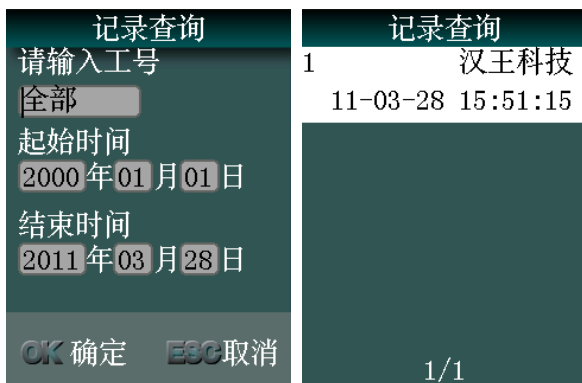 记录查询
请输入工号
全部
起始时间
2000年01月01日
结束时间
2011年03月28日
OK 确定 ESC取消
记录查询
1 汉王科技
11-03-28 15:51:15
1/1